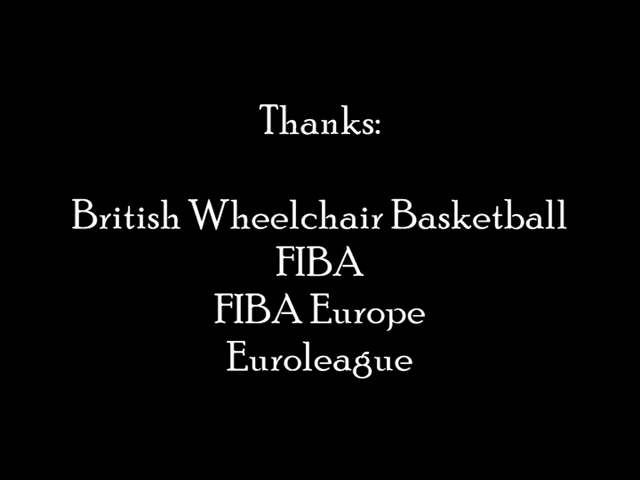 Thanks:
British Wheelchair Basketball
FIBA
FIBA Europe
Euroleague